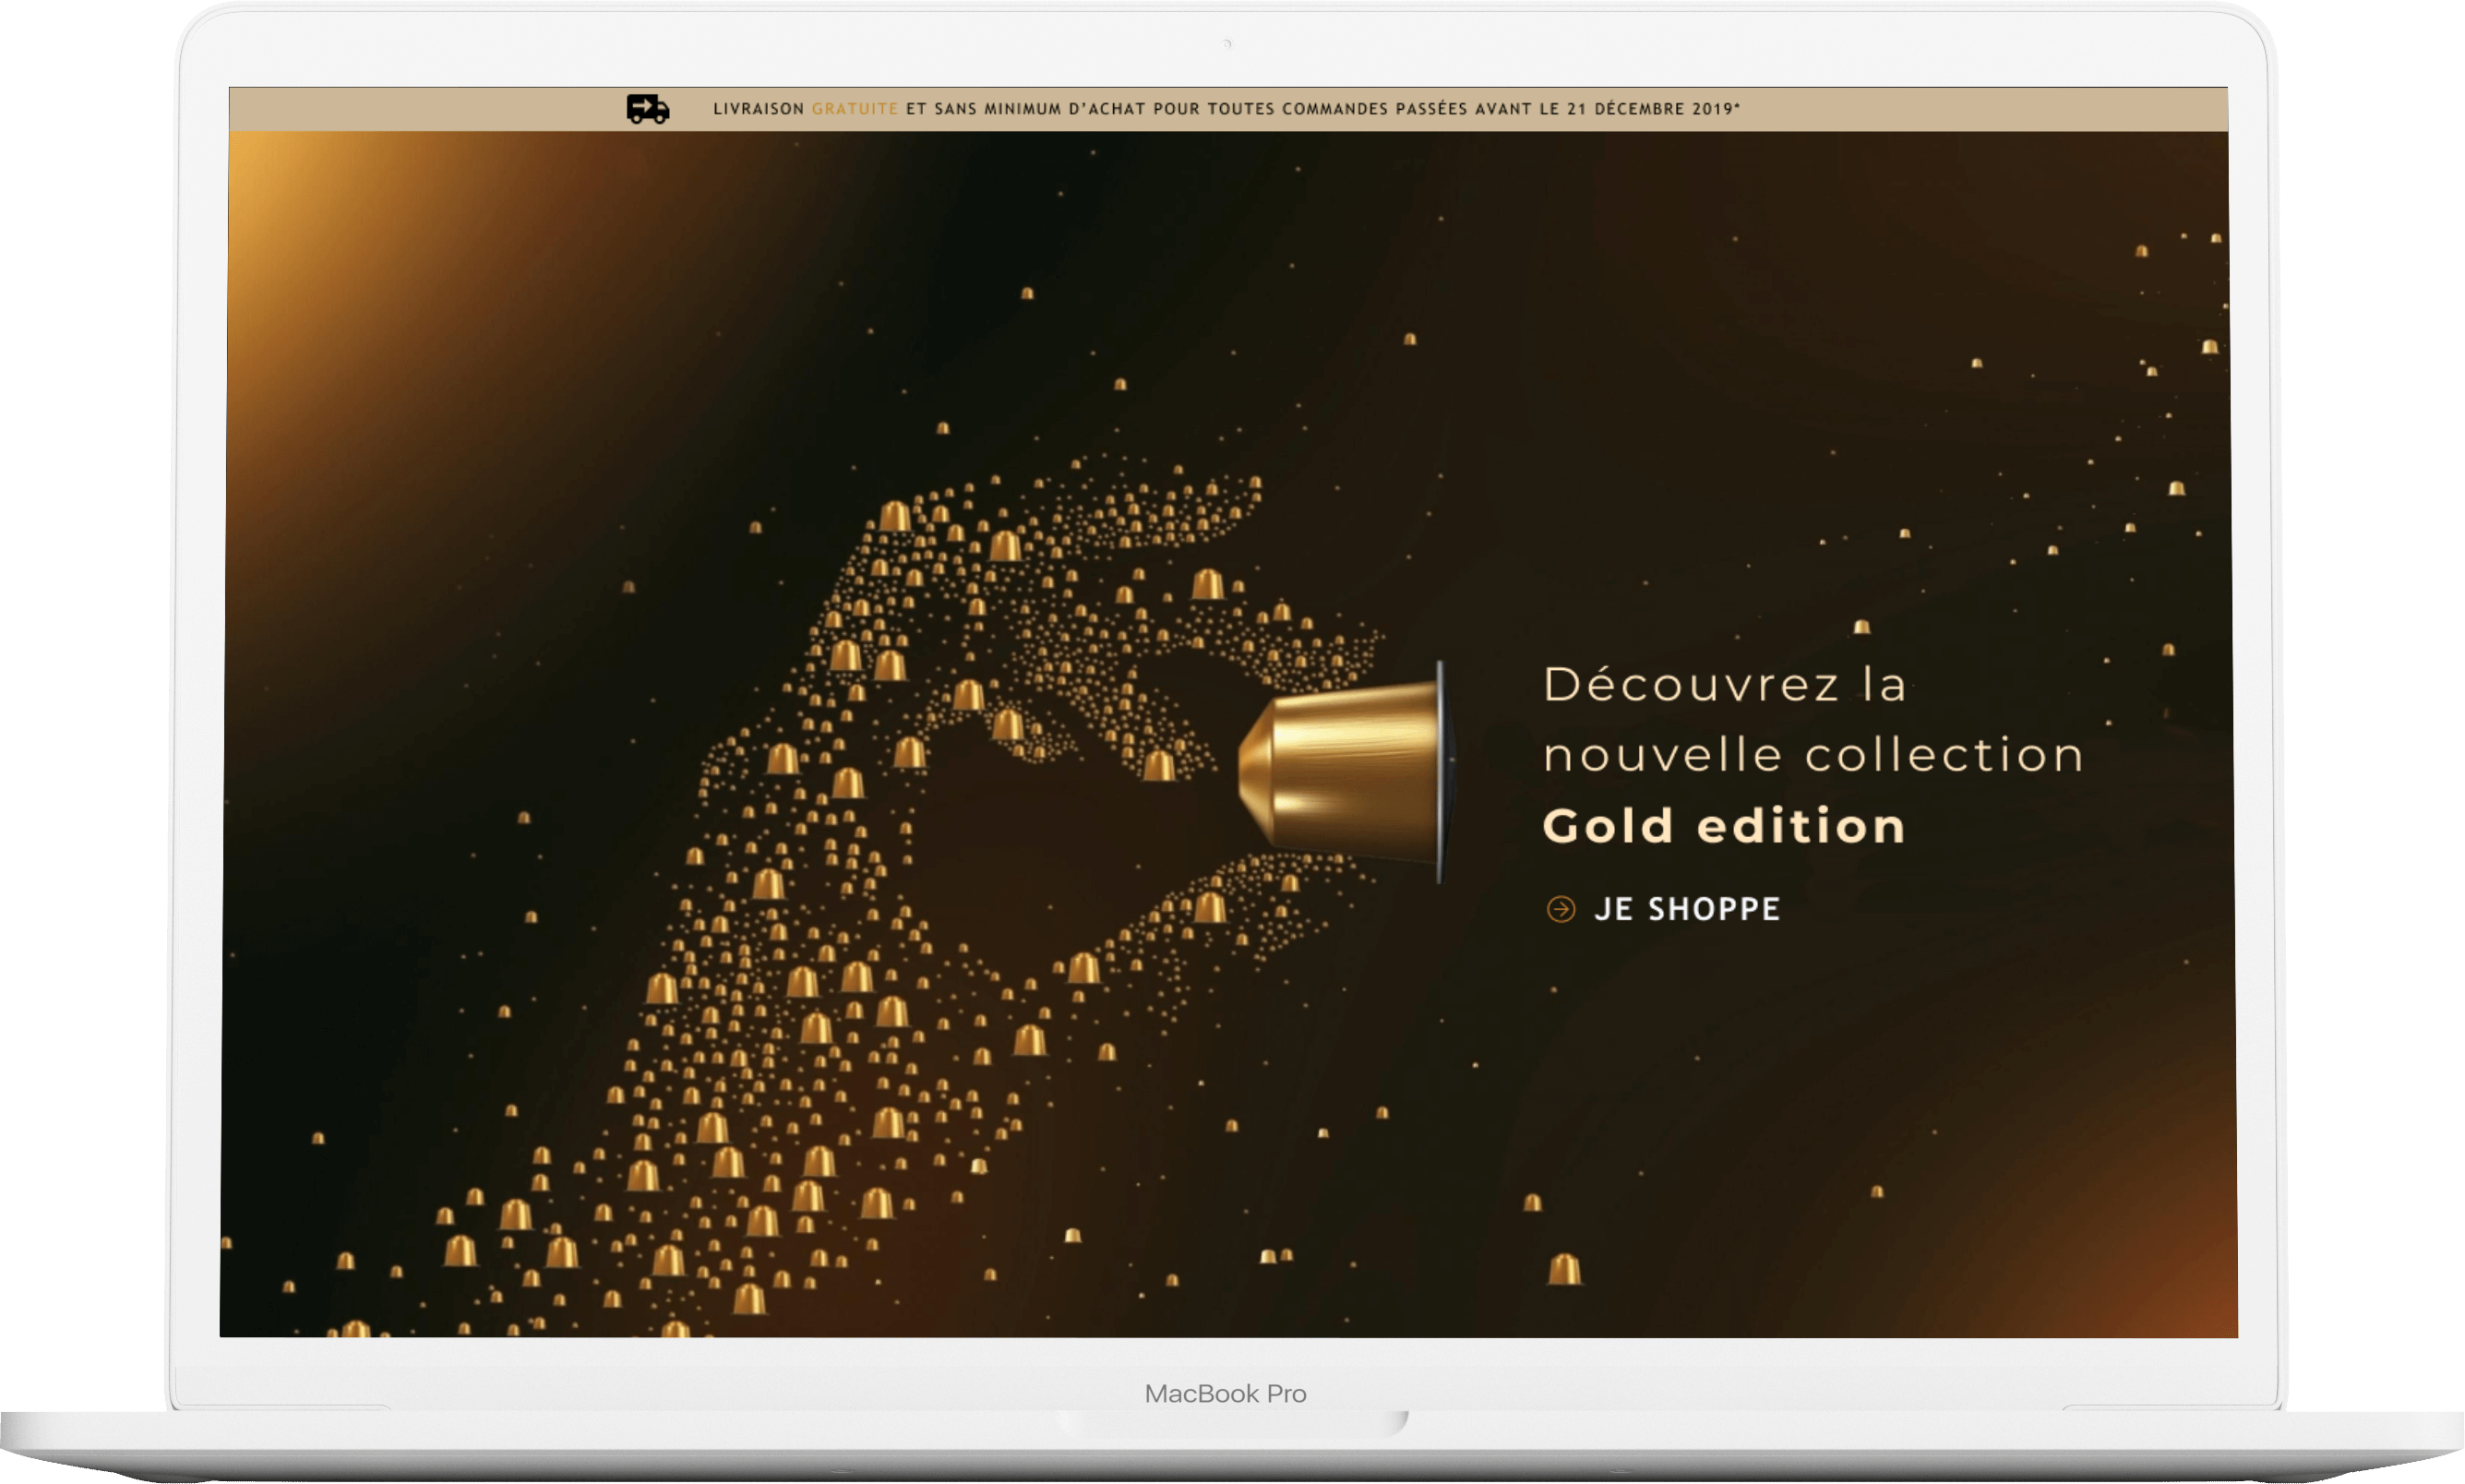 LIVRAISON GRATUITE ET SANS MINIMUM D'ACHAT POUR TOUTES COMMANDES PASSÉES AVANT LE 21 DÉCEMBRE 2019*
Découvrez la
nouvelle collection
Gold edition
JE SHOPPE
MacBook Pro